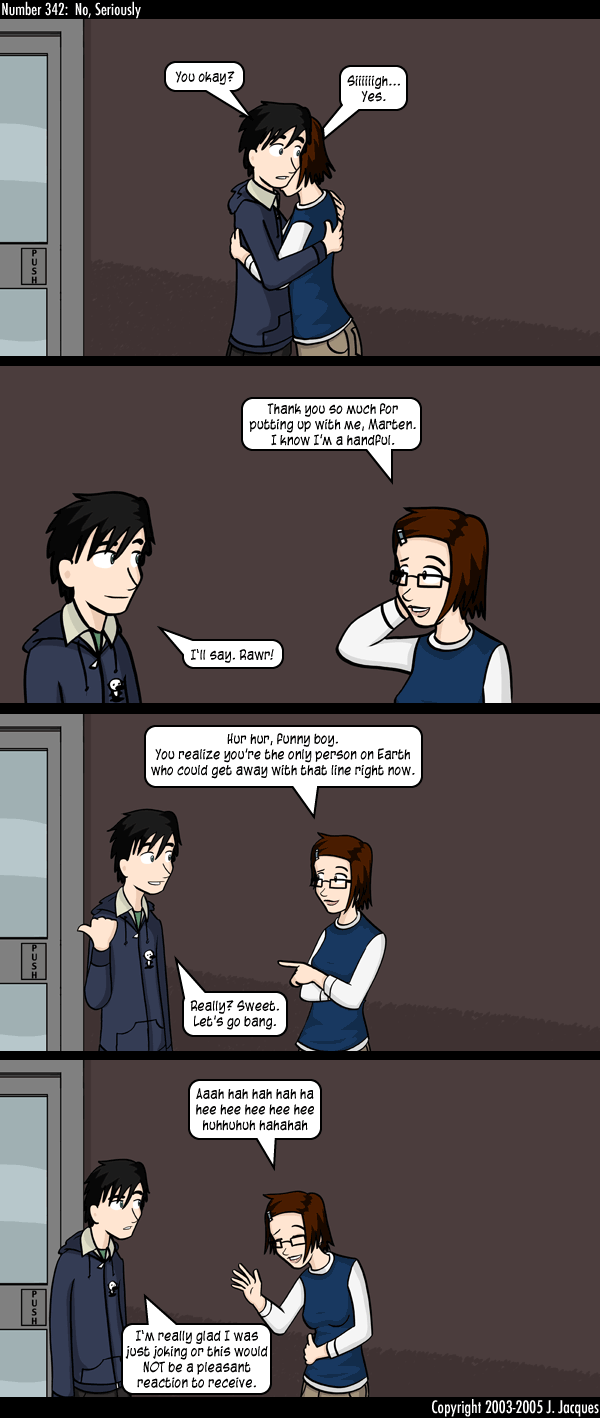 Number 342: No, Seriously
You okay?
Siiiiiigh...
Yes.
PUSH
Thank you so much for
putting up with me, Marten.
I know I'm a handful.
I'll say. Rawr!
Hur hur, funny boy.
You realize you're the only person on Earth
who could get away with that line right now.
PUSH
Really? Sweet.
Let's go bang.
Aaah hah hah hah ha
hee hee hee hee hee
huhhuhuh hahahah
PUSH
I'm really glad I was
just joking or this would
NOT be a pleasant
reaction to receive.
Copyright 2003-2005 J. Jacques